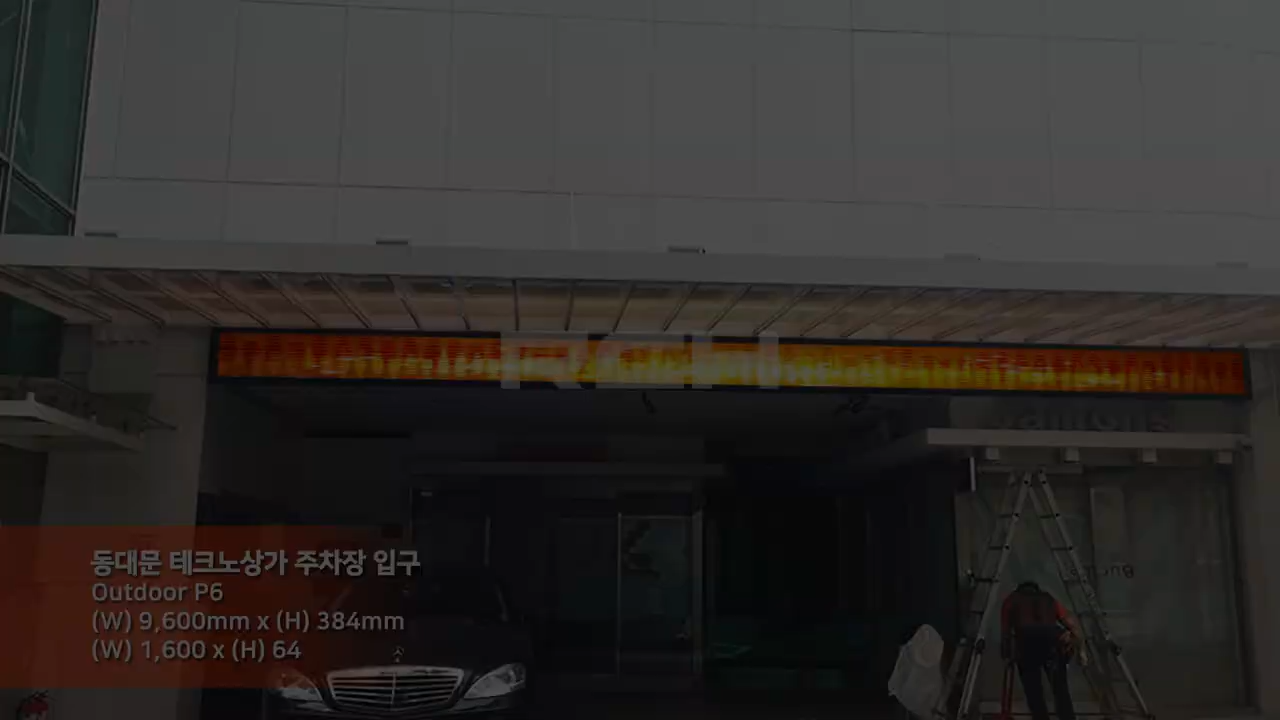 RGH
동대문 테크노상가 주차장 입구
Outdoor P6
(W) 9,600mm x (H) 384mm
(W) 1,600 x (H) 64